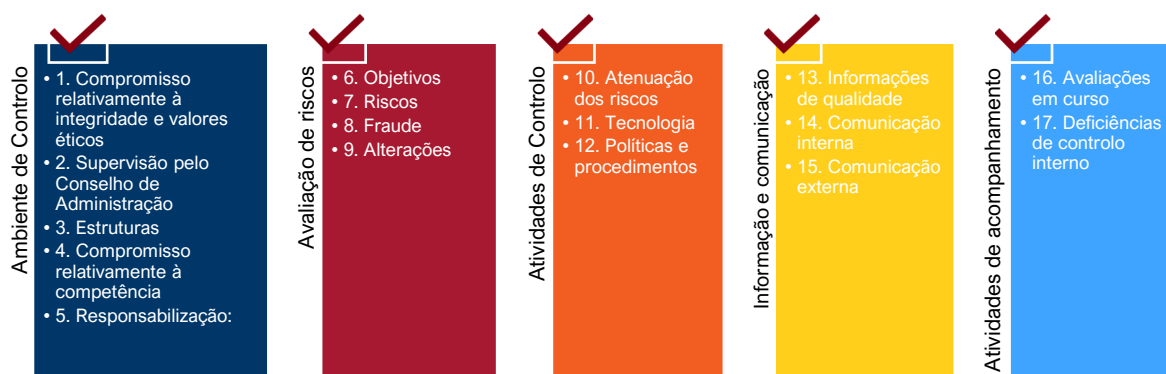 Ambiente de Controlo
• 1. Compromisso
relativamente à
integridade e valores
éticos
• 2. Supervisão pelo
Conselho de
Administração
• 3. Estruturas
• 4. Compromisso
relativamente à
competência
• 5. Responsabilização:
Avaliação de riscos
• 6. Objetivos
• 7. Riscos
• 8. Fraude
• 9. Alterações
Atividades de Controlo
• 10. Atenuação
dos riscos
• 11. Tecnologia
• 12. Políticas e
procedimentos
Informação e comunicação
• 13. Informações
de qualidade
• 14. Comunicação
interna
• 15. Comunicação
externa
Atividades de acompanhamento
• 16. Avaliações
em curso
• 17. Deficiências
de controlo
interno